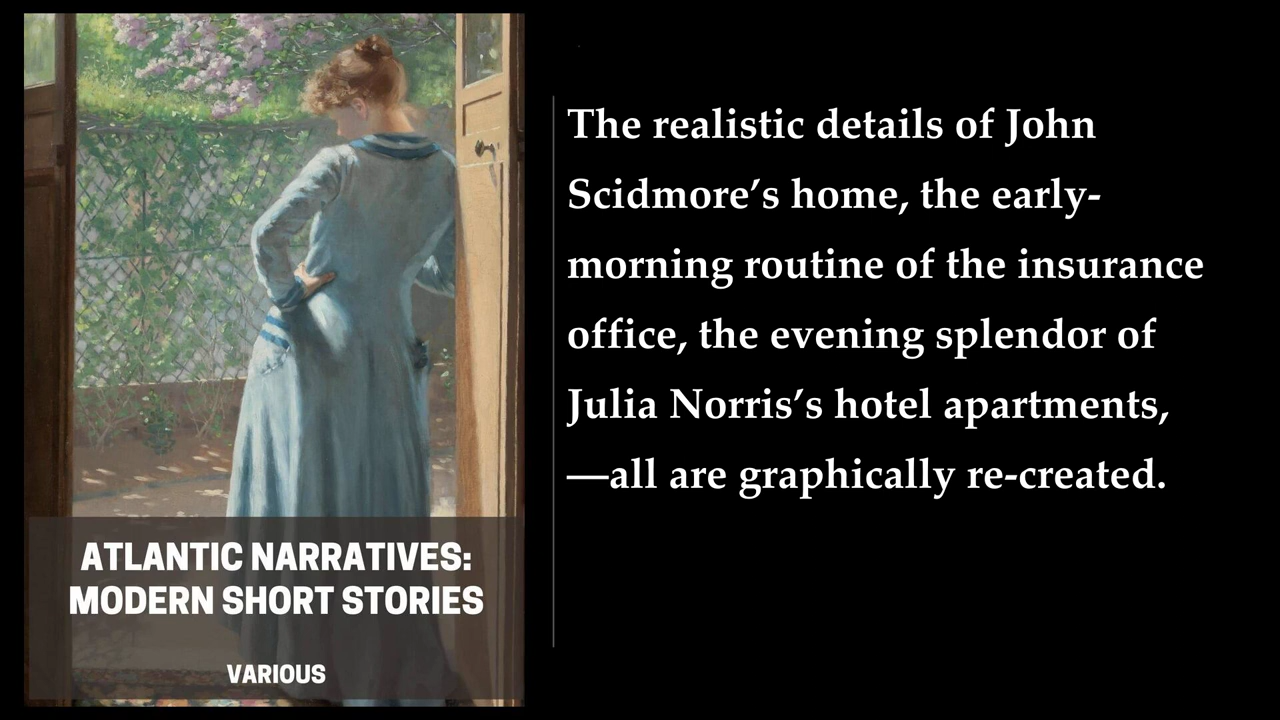 The realistic details of John
Scidmore’s home, the early-
morning routine of the insurance
office, the evening splendor of
Julia Norris’s hotel apartments,
—all are graphically re-created.
ATLANTIC NARRATIVES:
MODERN SHORT STORIES
VARIOUS